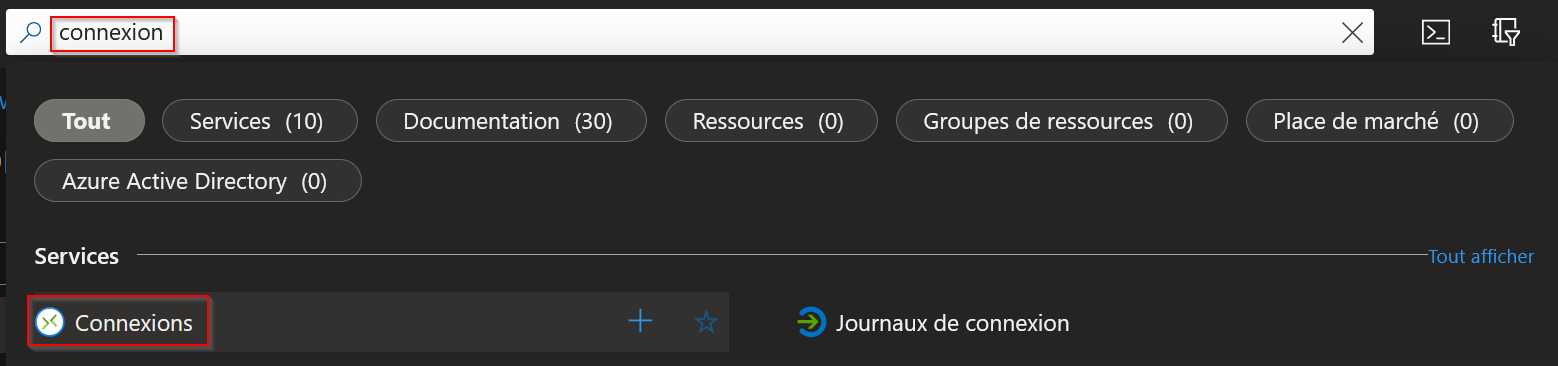 connexion
Tout Services (10) Documentation (30) Ressources (0) Groupes de ressources (0) Place de marché (0)
Azure Active Directory (0)
Services Tout afficher
Connexions Journaux de connexion